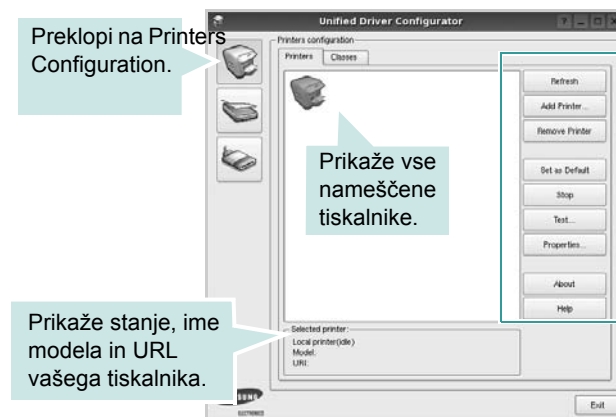 Preklopi na Printers
Configuration.
Unified Driver Configurator
Printers configuration
Printers
Classes
Refresh
Add Printer...
Remove Printer
Set as Default
Stop
Test...
Properties...
About
Help
Prikaže vse
nameščene
tiskalnike.
Prikaže stanje, ime
modela in URL
vašega tiskalnika.
Selected printer:
Local printer(idle)
Model:
URI:
ELECTRONICS
Exit